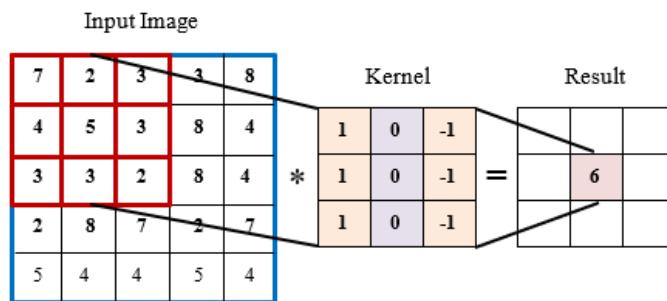 Input Image
Kernel
Result
7 2 3 3 8
4 5 3 8 4
3 3 2 8 4
2 8 7 2 7
5 4 4 5 4
*
1 0 -1
1 0 -1
1 0 -1
=
6